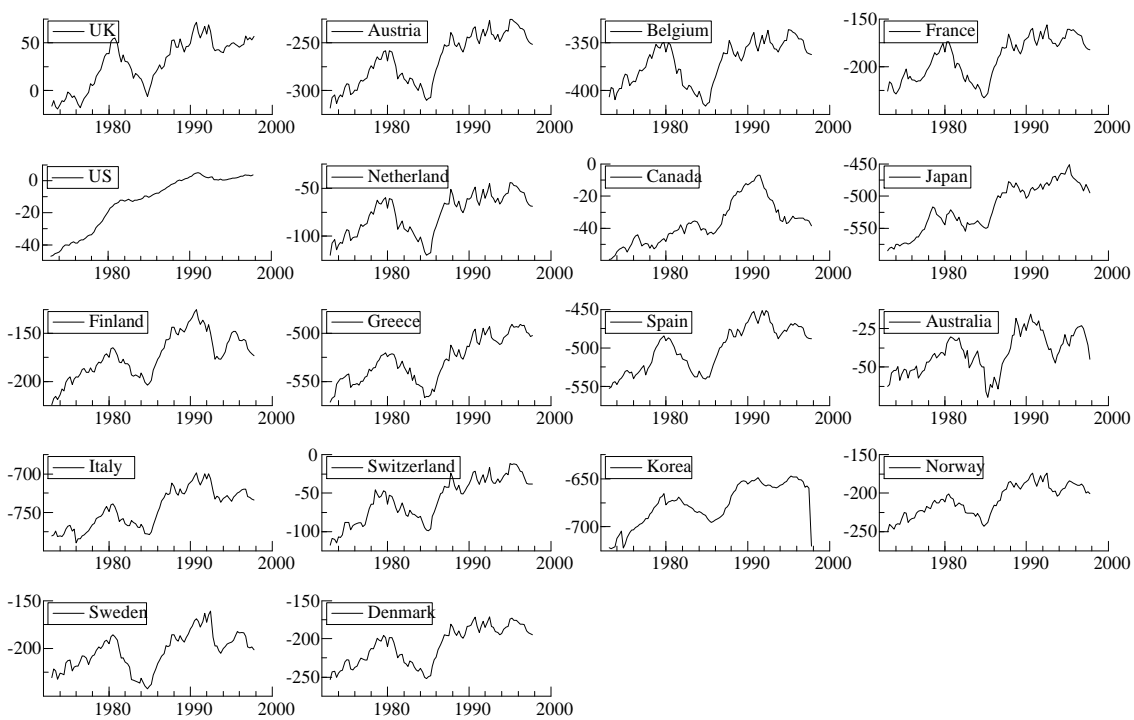 UK
50
0
1980 1990 2000
Austria
-250
-300
1980 1990 2000
Belgium
-350
-400
1980 1990 2000
France
-150
-200
1980 1990 2000
US
0
-20
-40
1980 1990 2000
Netherland
-50
-100
1980 1990 2000
Canada
0
-20
-40
1980 1990 2000
Japan
-450
-500
-550
1980 1990 2000
Finland
-150
-200
1980 1990 2000
Greece
-500
-550
1980 1990 2000
Spain
-450
-500
-550
1980 1990 2000
Australia
-25
-50
1980 1990 2000
Italy
-700
-750
1980 1990 2000
Switzerland
0
-50
-100
1980 1990 2000
Korea
-650
-700
1980 1990 2000
Norway
-150
-200
-250
1980 1990 2000
Sweden
-150
-200
1980 1990 2000
Denmark
-150
-200
-250
1980 1990 2000